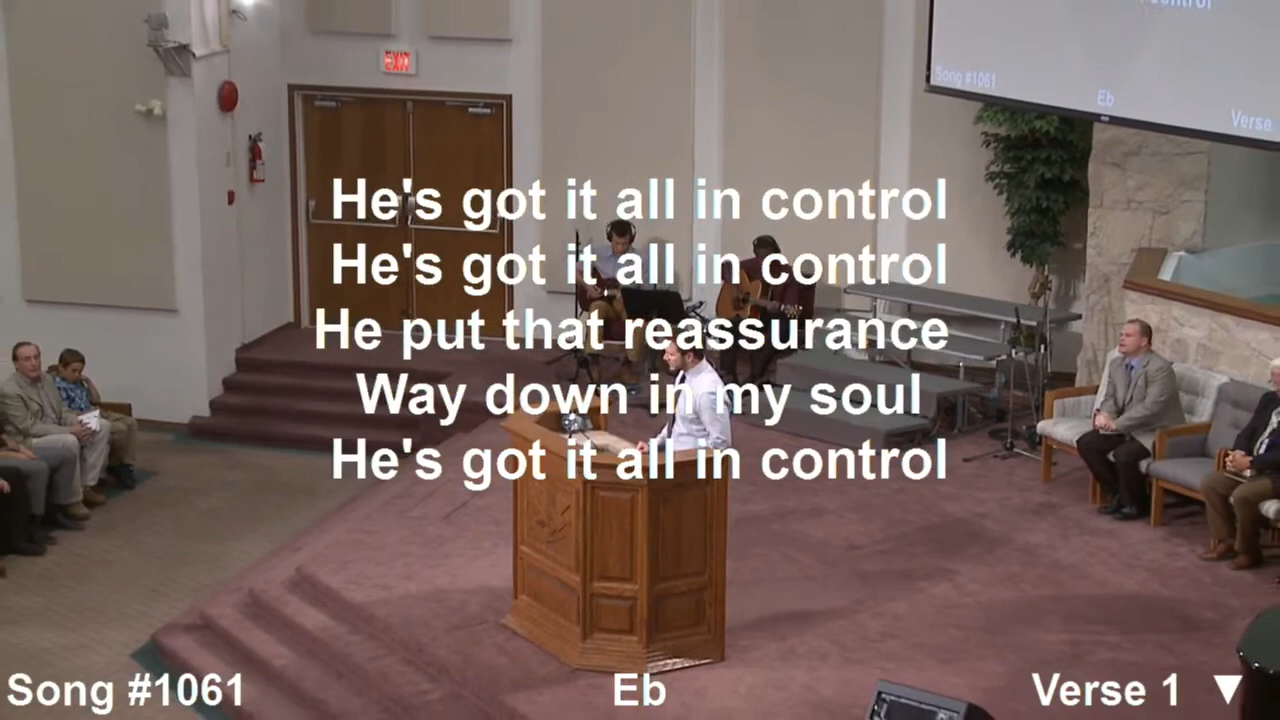 control
Song #1061
Eb
Verse
EXIT
He's got it all in control
He's got it all in control
He put that reassurance
Way down in my soul
He's got it all in control
Song #1061
Eb
Verse 1 ▼